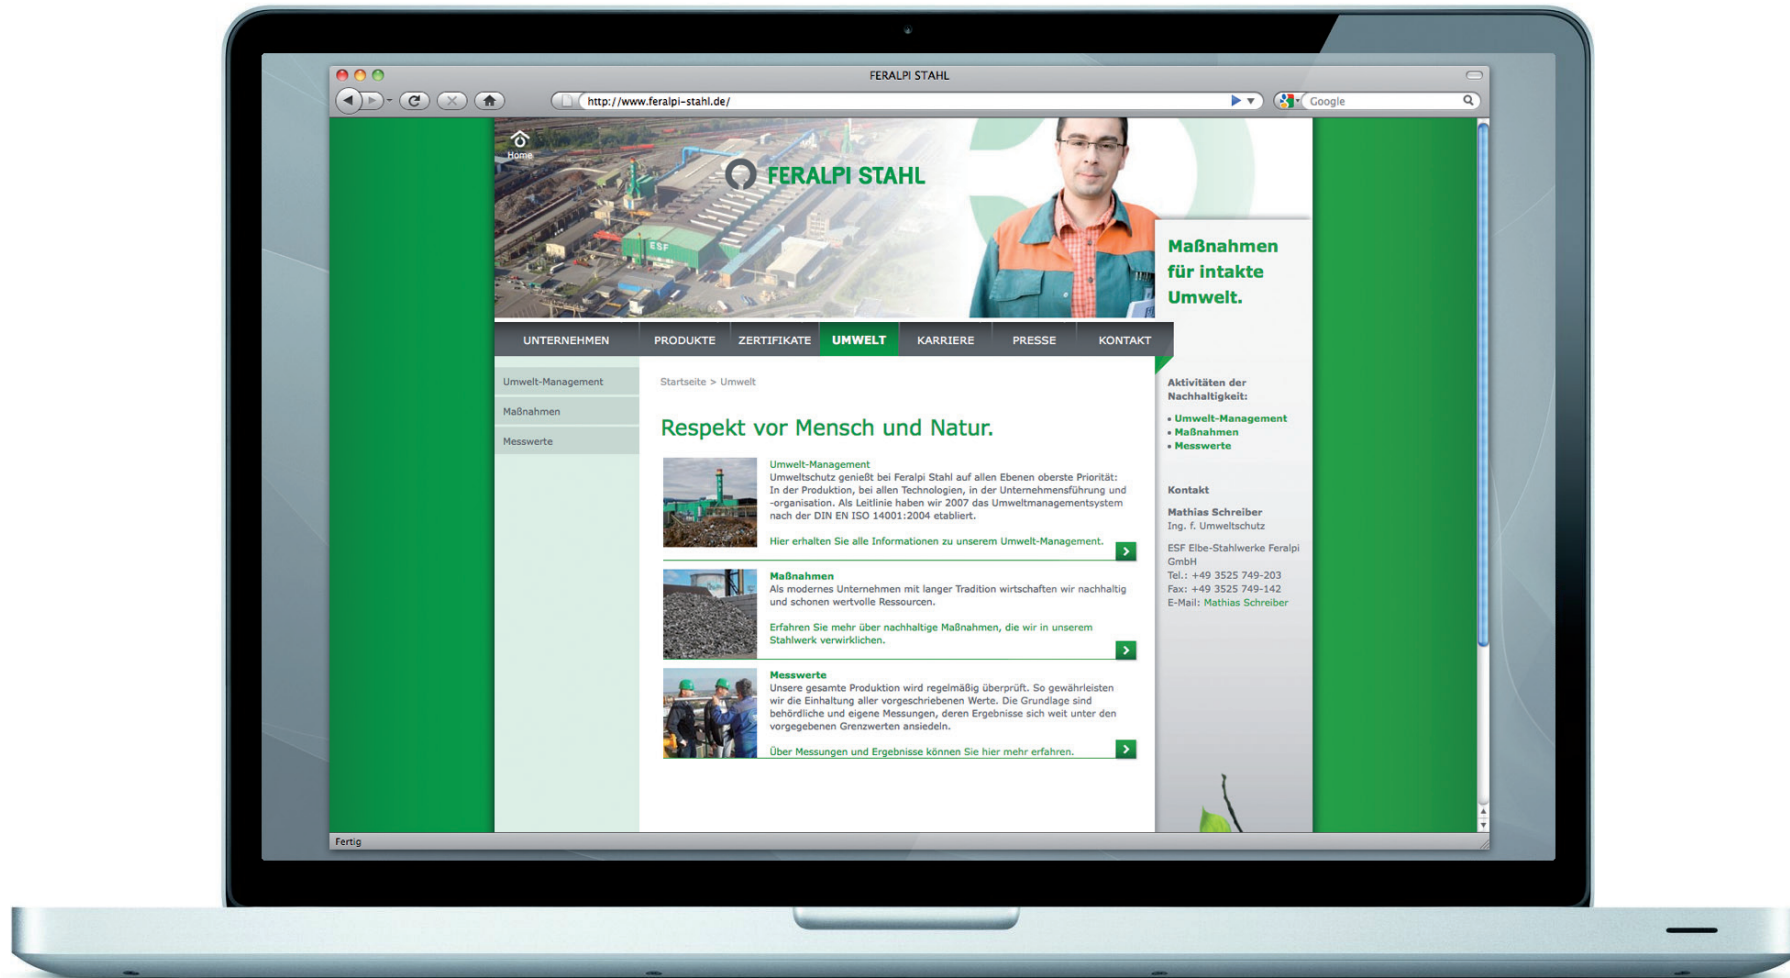 FERALPI STAHL
http://www.feralpi-stahl.de/
Google
Home
FERALPI STAHL
ESF
Maßnahmen
für intakte
Umwelt.
UNTERNEHMEN PRODUKTE ZERTIFIKATE UMWELT KARRIERE PRESSE KONTAKT
Umwelt-Management
Maßnahmen
Messwerte
Startseite > Umwelt
Respekt vor Mensch und Natur.
Umwelt-Management
Umweltschutz genießt bei Feralpi Stahl auf allen Ebenen oberste Priorität:
In der Produktion, bei allen Technologien, in der Unternehmensführung und
-organisation. Als Leitlinie haben wir 2007 das Umweltmanagementsystem
nach der DIN EN ISO 14001:2004 etabliert.
Hier erhalten Sie alle Informationen zu unserem Umwelt-Management.
Maßnahmen
Als modernes Unternehmen mit langer Tradition wirtschaften wir nachhaltig
und schonen wertvolle Ressourcen.
Erfahren Sie mehr über nachhaltige Maßnahmen, die wir in unserem
Stahlwerk verwirklichen.
Messwerte
Unsere gesamte Produktion wird regelmäßig überprüft. So gewährleisten
wir die Einhaltung aller vorgeschriebenen Werte. Die Grundlage sind
behördliche und eigene Messungen, deren Ergebnisse sich weit unter den
vorgegebenen Grenzwerten ansiedeln.
Über Messungen und Ergebnisse können Sie hier mehr erfahren.
Aktivitäten der
Nachhaltigkeit:
▪ Umwelt-Management
▪ Maßnahmen
▪ Messwerte
Kontakt
Mathias Schreiber
Ing. f. Umweltschutz
ESF Elbe-Stahlwerke Feralpi
GmbH
Tel.: +49 3525 749-203
Fax: +49 3525 749-142
E-Mail: Mathias Schreiber
Fertig